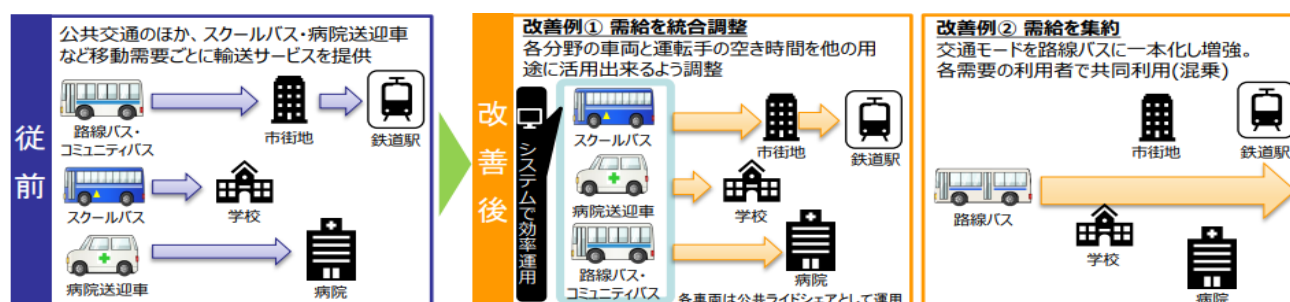 従前
公共交通のほか、スクールバス・病院送迎車
など移動需要ごとに輸送サービスを提供
路線バス・
コミュニティバス
市街地
鉄道駅
スクールバス
学校
病院送迎車
病院
改善後
改善例① 需給を統合調整
各分野の車両と運転手の空き時間を他の用
途に活用出来るよう調整
システムで効率運用
スクールバス
市街地
鉄道駅
病院送迎車
学校
路線バス・
コミュニティバス
病院
各車両は公共ライドシェアとして運用
改善例② 需給を集約
交通モードを路線バスに一本化し増強。
各需要の利用者で共同利用(混乗)
市街地
鉄道駅
路線バス
学校
病院